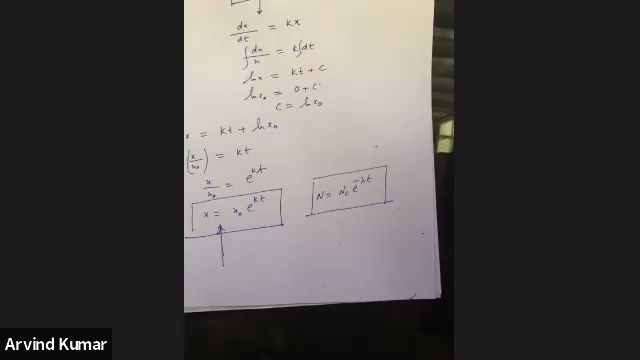 dx/dt = kx
∫ dx/x = k∫dt
ln x = kt + c
ln x₀ = 0 + c
c = ln x₀
x = kt + ln x₀
(x/x₀) = kt
x/x₀ = e^kt
x = x₀ e^kt
N = N₀ e^-λt
Arvind Kumar